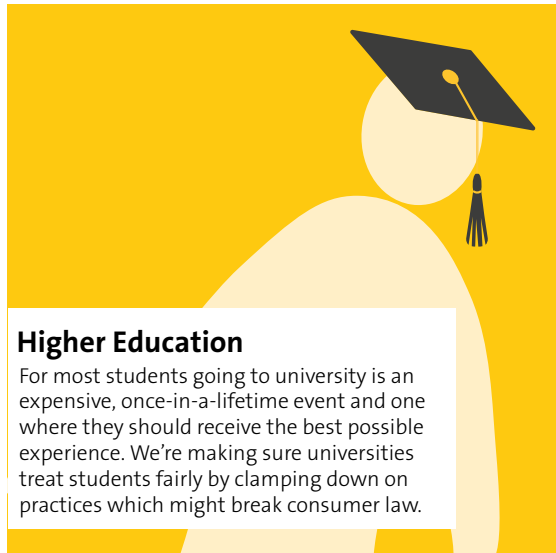 Higher Education
For most students going to university is an
expensive, once-in-a-lifetime event and one
where they should receive the best possible
experience. We’re making sure universities
treat students fairly by clamping down on
practices which might break consumer law.